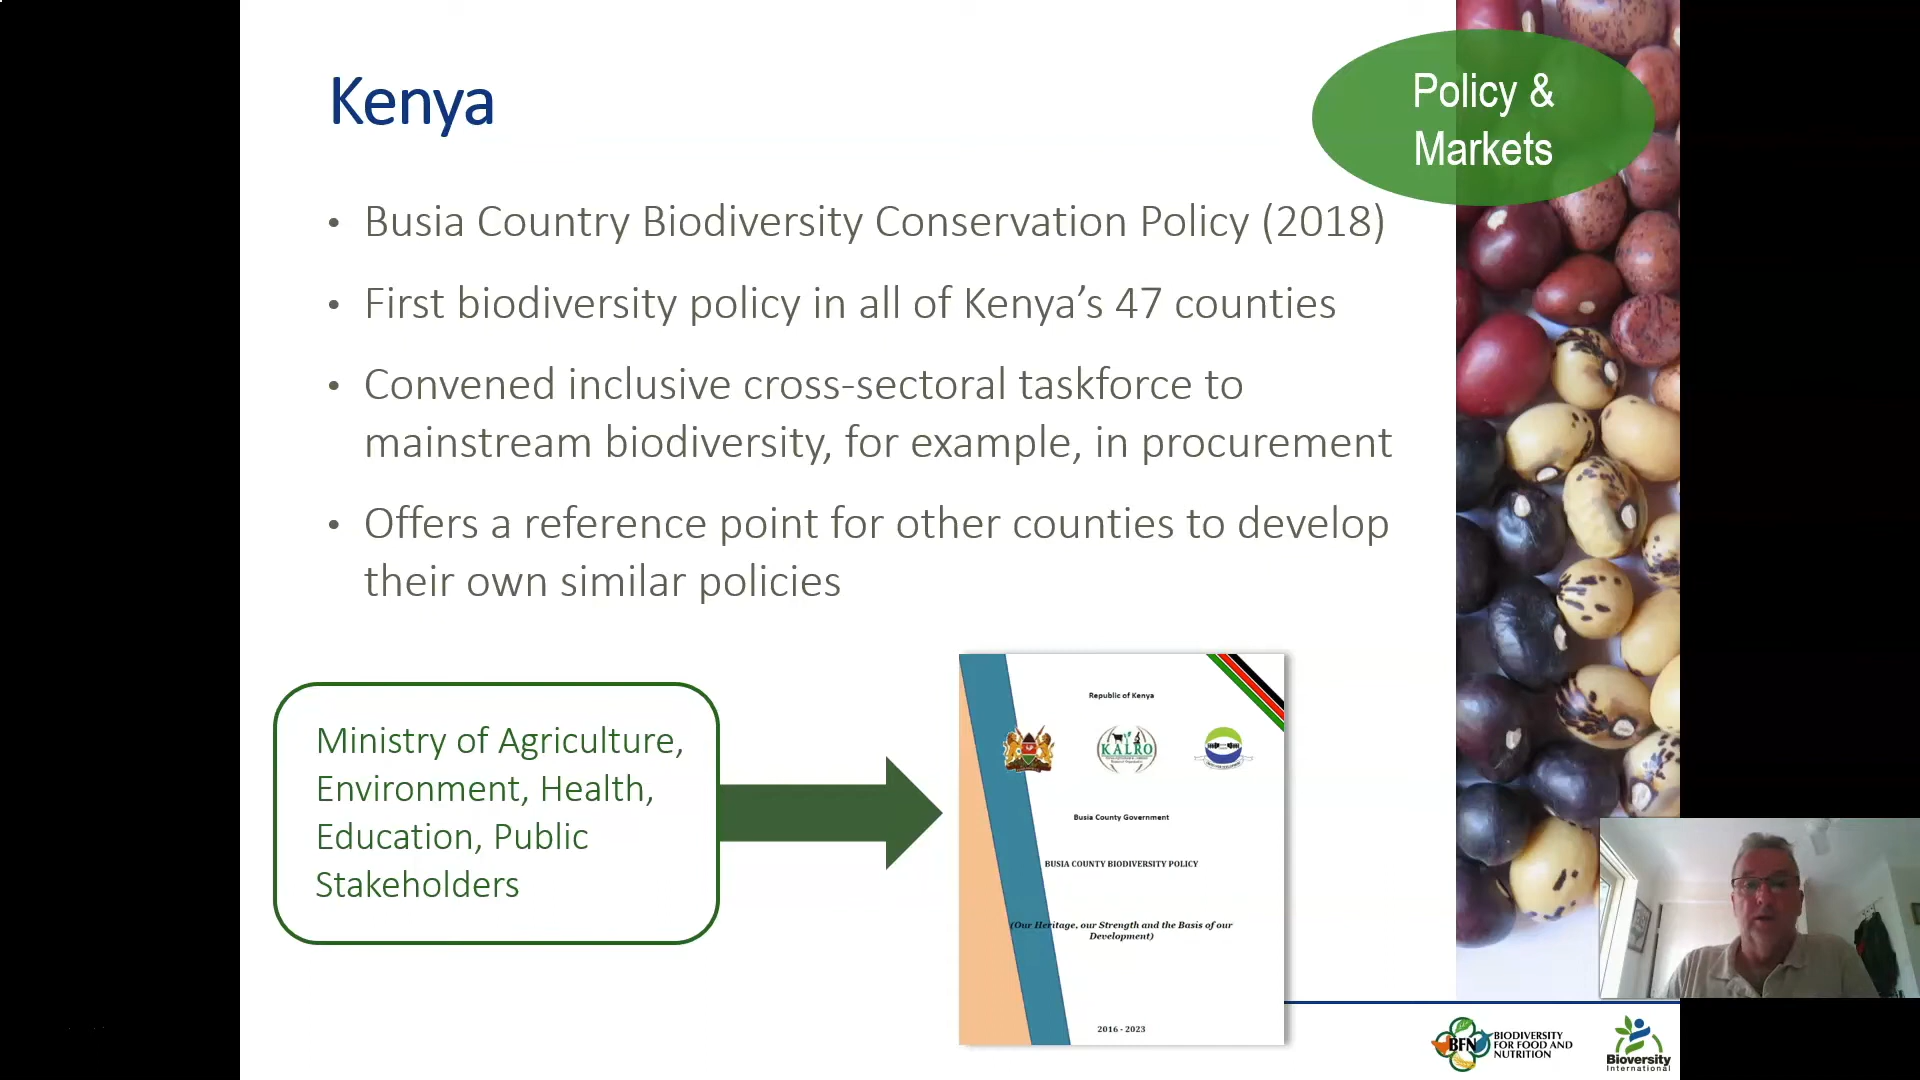 Kenya
Policy &
Markets
• Busia Country Biodiversity Conservation Policy (2018)
• First biodiversity policy in all of Kenya’s 47 counties
• Convened inclusive cross-sectoral taskforce to
mainstream biodiversity, for example, in procurement
• Offers a reference point for other counties to develop
their own similar policies
Ministry of Agriculture,
Environment, Health,
Education, Public
Stakeholders
Republic of Kenya
KALRO
Busia County Government
BUSIA COUNTY BIODIVERSITY POLICY
(Our Heritage, our Strength and the Basis of our
Development)
2016 - 2023
BFN
BIODIVERSITY
FOR FOOD AND
NUTRITION
Bioversity
International